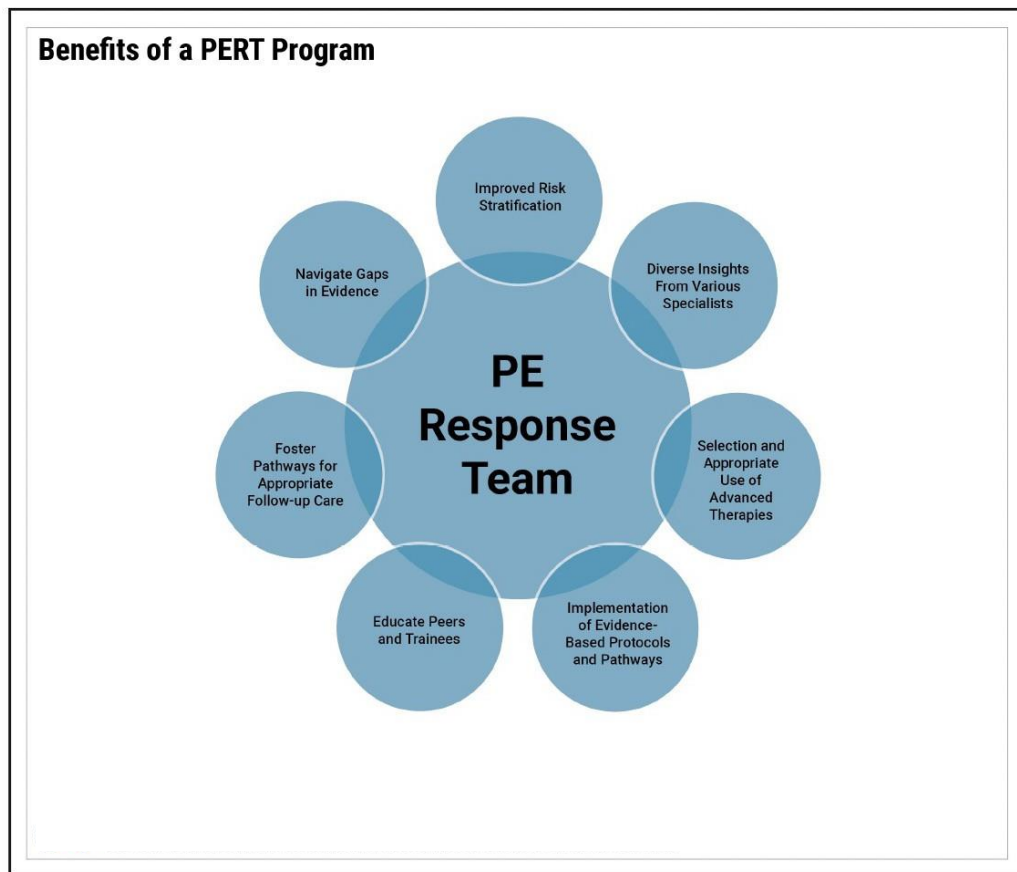 Benefits of a PERT Program
Improved Risk
Stratification
Diverse Insights
From Various
Specialists
Selection and
Appropriate
Use of
Advanced
Therapies
Implementation
of Evidence-
Based Protocols
and Pathways
Educate Peers
and Trainees
Foster
Pathways for
Appropriate
Follow-up Care
Navigate Gaps
in Evidence
PE
Response
Team